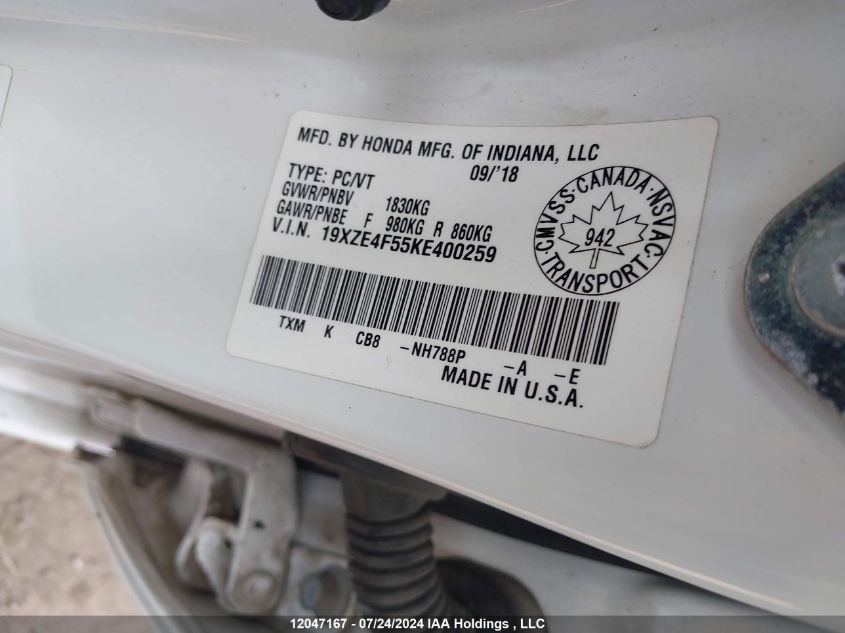 MFD. BY HONDA MFG. OF INDIANA, LLC
TYPE: PC/VT 09/'18
GVWR/PNBV 1830KG
GAWR/PNBE F 980KG R 860KG
V.I.N. 19XZE4F55KE400259
CMVSS·CANADA·NSVAC·
942
TRANSPORT
TXM K CB8 -NH788P -A -E
MADE IN U.S.A.
12047167 - 07/24/2024 IAA Holdings , LLC